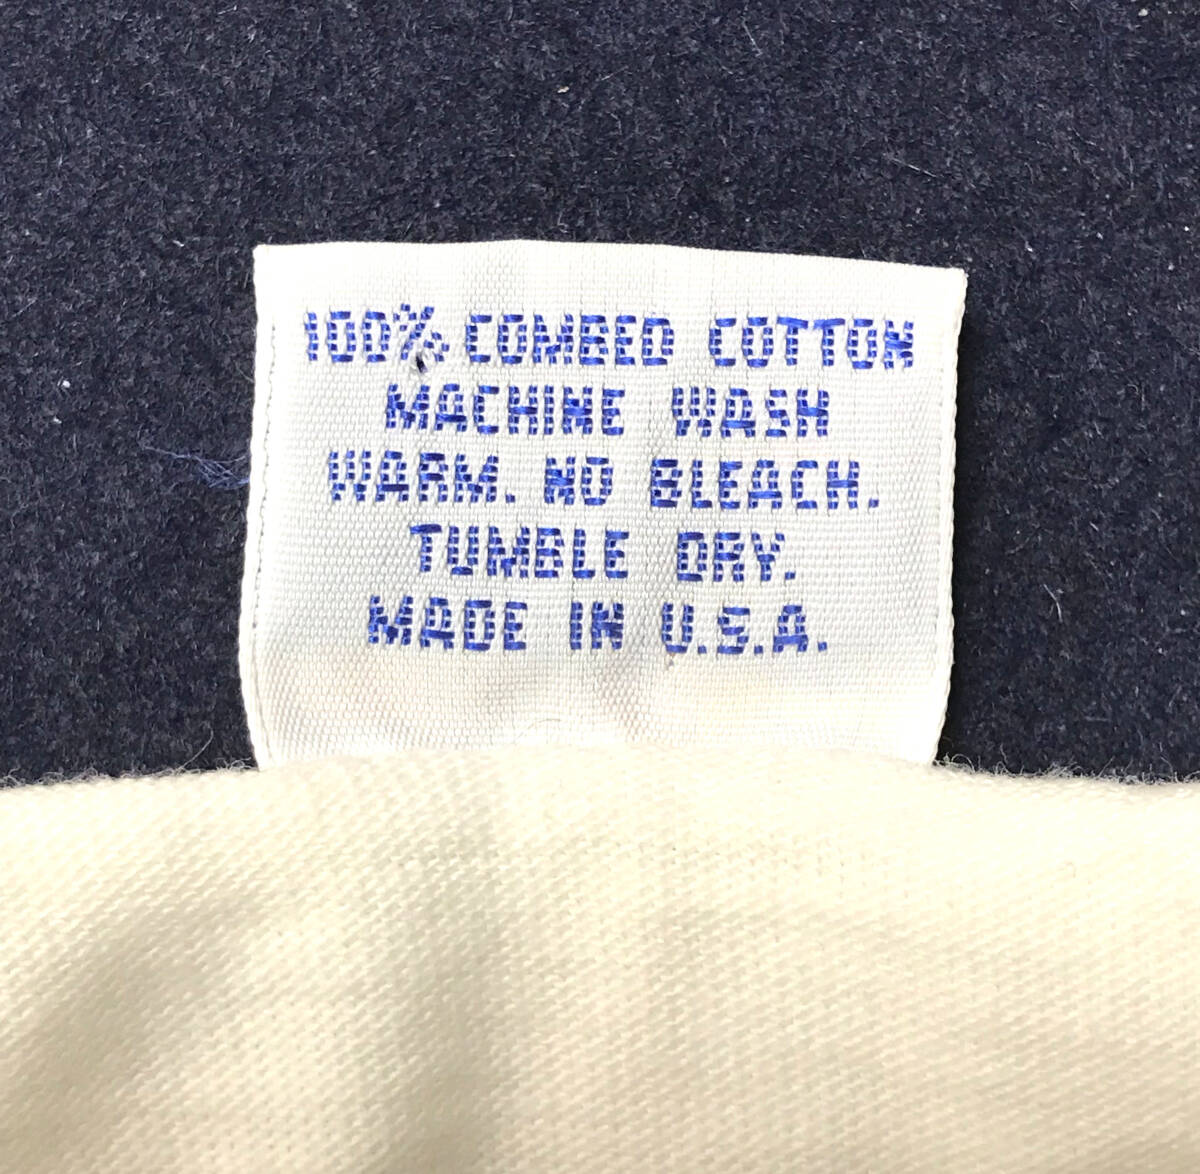 100% COMBED COTTON
MACHINE WASH
WARM. NO BLEACH.
TUMBLE DRY.
MADE IN U.S.A.